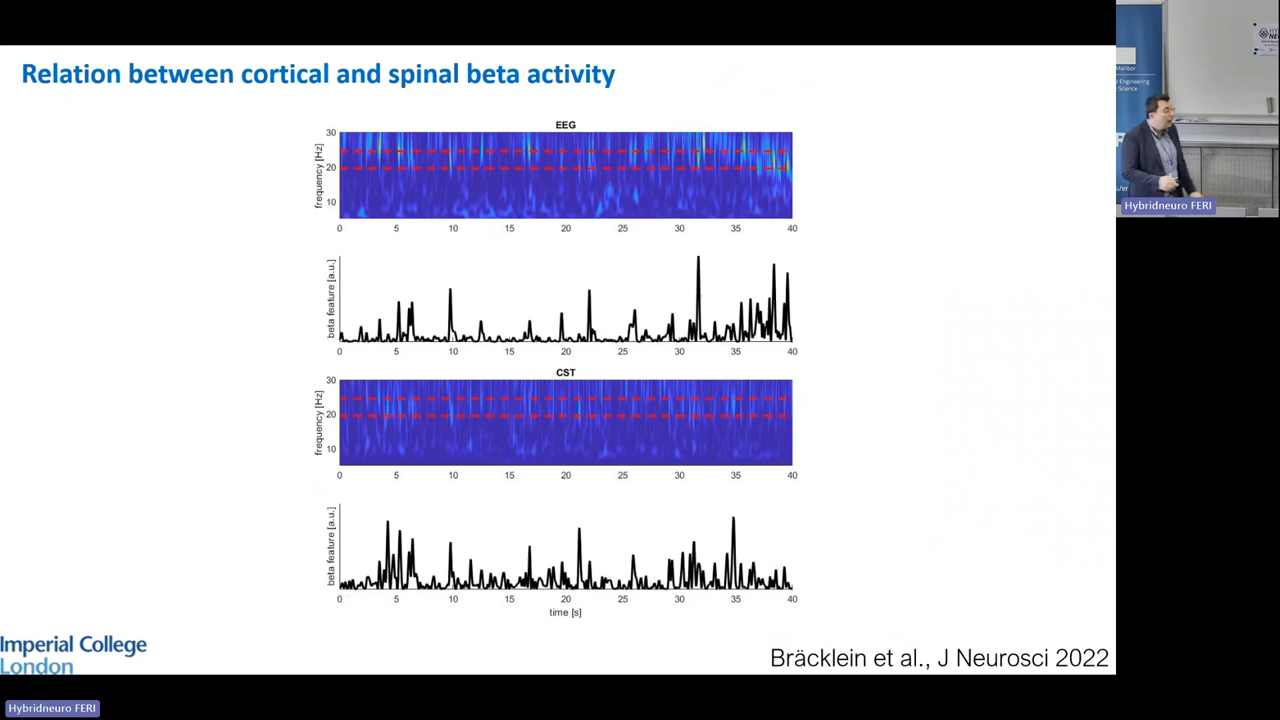 Relation between cortical and spinal beta activity
EEG
30
20
10
frequency [Hz]
0 5 10 15 20 25 30 35 40
beta feature [a.u.]
0 5 10 15 20 25 30 35 40
CST
30
20
10
frequency [Hz]
0 5 10 15 20 25 30 35 40
beta feature [a.u.]
0 5 10 15 20 25 30 35 40
time [s]
Imperial College
London
Bräcklein et al., J Neurosci 2022
Hybridneuro FERI
Maribor
Engineering
Science
Hybridneuro FERI